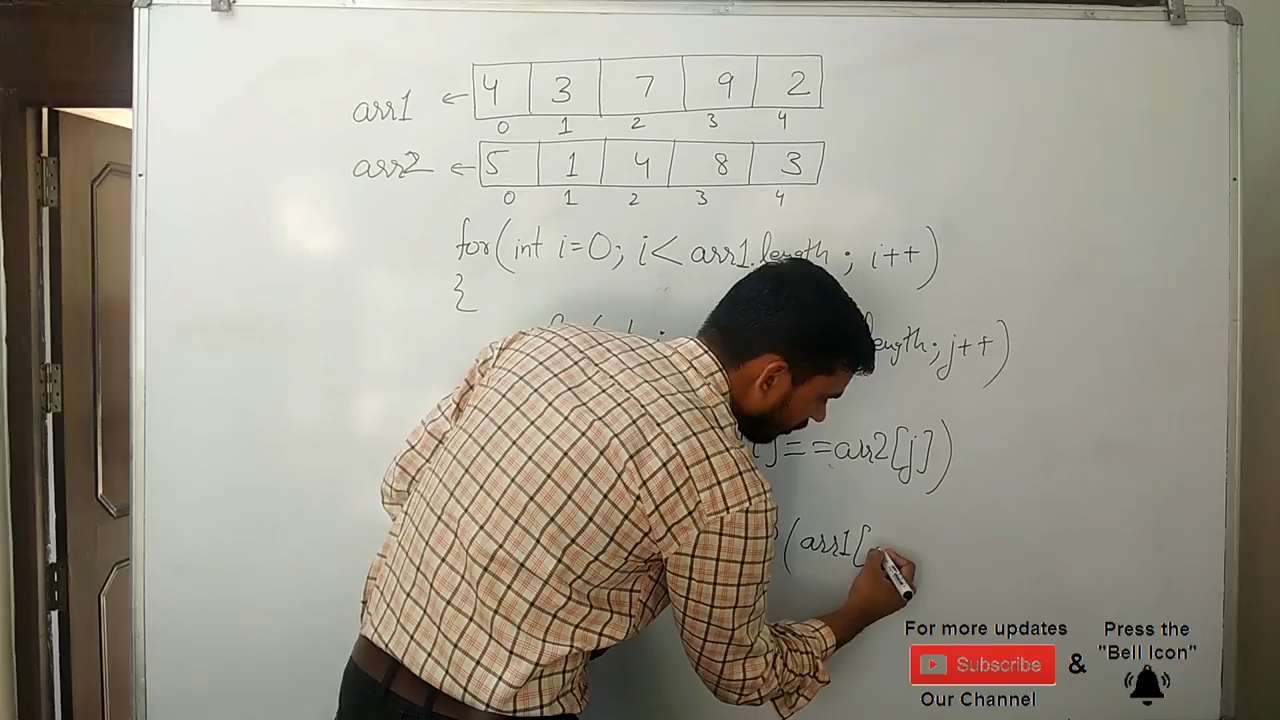 arr1 ← 4 3 7 9 2
0 1 2 3 4
arr2 ← 5 1 4 8 3
0 1 2 3 4
for(int i=0; i< arr1.length ; i++)
{
length; j++)
]==arr2[j])
(arr1[
For more updates
Subscribe
Our Channel
&
Press the
"Bell Icon"